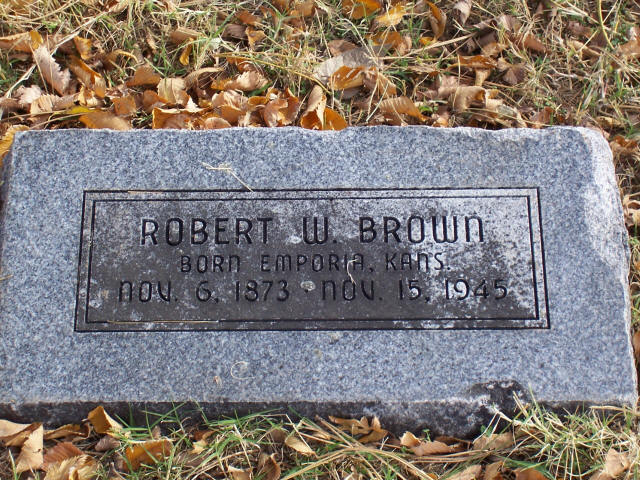 ROBERT W. BROWN
BORN EMPORIA, KANS.
NOV. 6, 1873 · NOV. 15, 1945